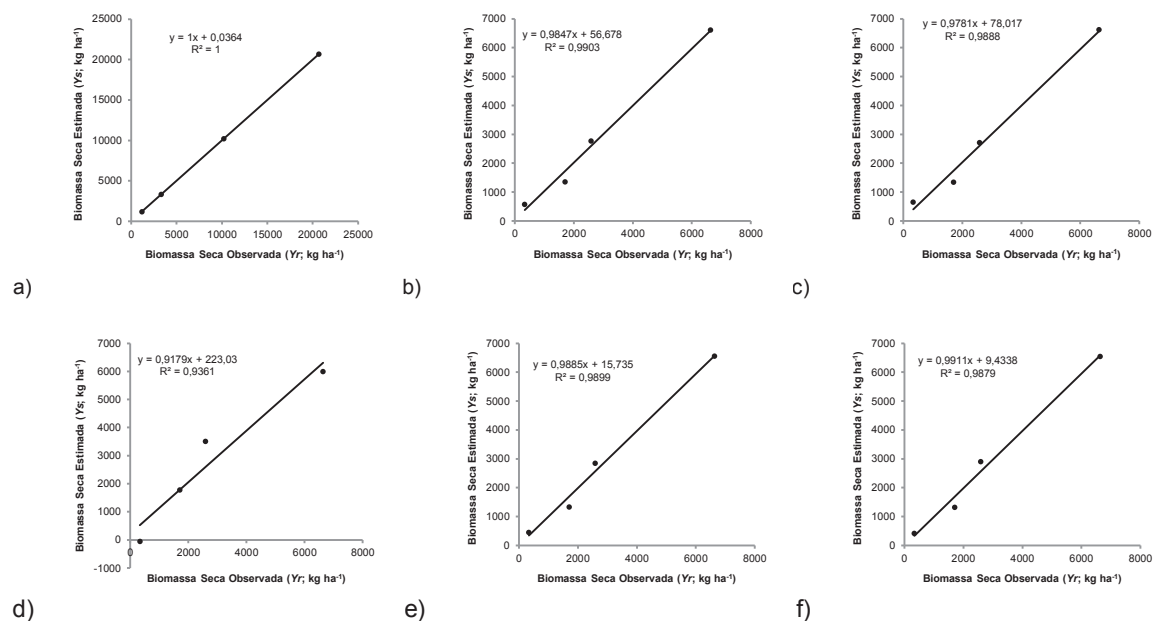 y = 1x + 0,0364
R² = 1
Biomassa Seca Estimada (Ys; kg ha⁻¹)
25000
20000
15000
10000
5000
0
0 5000 10000 15000 20000 25000
Biomassa Seca Observada (Yr; kg ha⁻¹)
a)
y = 0,9847x + 56,678
R² = 0,9903
Biomassa Seca Estimada (Ys; kg ha⁻¹)
7000
6000
5000
4000
3000
2000
1000
0
0 2000 4000 6000 8000
Biomassa Seca Observada (Yr; kg ha⁻¹)
b)
y = 0,9781x + 78,017
R² = 0,9888
Biomassa Seca Estimada (Ys; kg ha⁻¹)
7000
6000
5000
4000
3000
2000
1000
0
0 2000 4000 6000 8000
Biomassa Seca Observada (Yr; kg ha⁻¹)
c)
y = 0,9179x + 223,03
R² = 0,9361
Biomassa Seca Estimada (Ys; kg ha⁻¹)
7000
6000
5000
4000
3000
2000
1000
0
-1000
0 2000 4000 6000 8000
Biomassa Seca Observada (Yr; kg ha⁻¹)
d)
y = 0,9885x + 15,735
R² = 0,9899
Biomassa Seca Estimada (Ys; kg ha⁻¹)
7000
6000
5000
4000
3000
2000
1000
0
0 2000 4000 6000 8000
Biomassa Seca Observada (Yr; kg ha⁻¹)
e)
y = 0,9911x + 9,4338
R² = 0,9879
Biomassa Seca Estimada (Ys; kg ha⁻¹)
7000
6000
5000
4000
3000
2000
1000
0
0 2000 4000 6000 8000
Biomassa Seca Observada (Yr; kg ha⁻¹)
f)